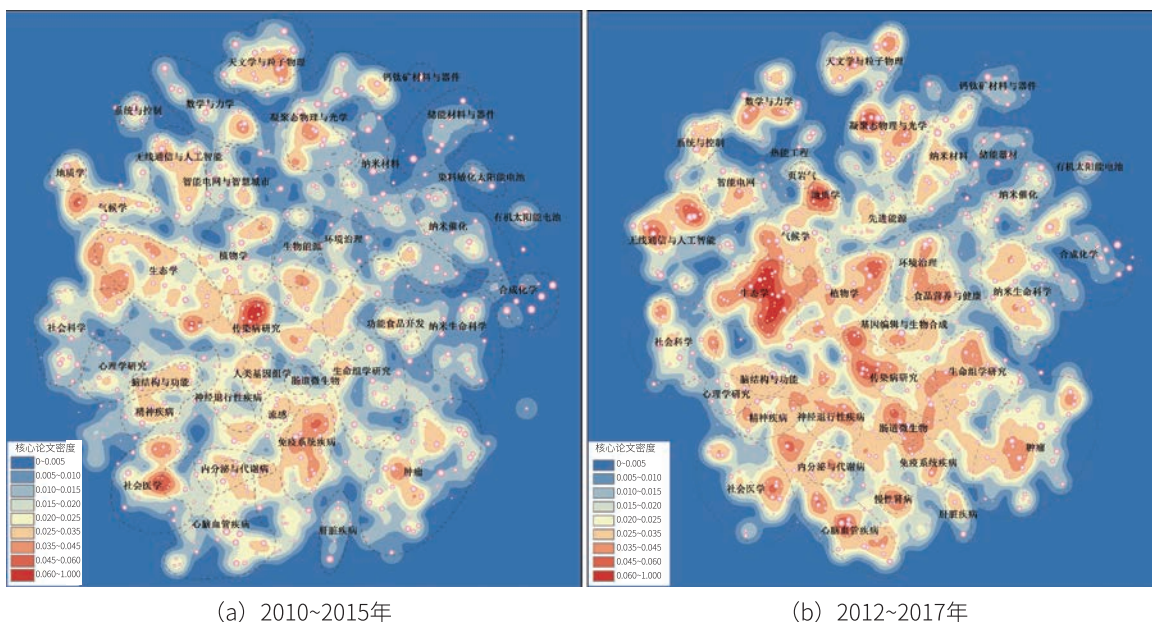 天文学与粒子物理
钙钛矿材料与器件
系统与控制
数学与力学
凝聚态物理与光学
储能材料与器件
无线通信与人工智能
纳米材料
地质学
智能电网与智慧城市
染料敏化太阳能电池
气候学
有机太阳能电池
纳米催化
植物学
生物能源
环境治理
生态学
合成化学
社会科学
传染病研究
功能食品开发
纳米生命科学
心理学研究
脑结构与功能
人类基因组学
肠道微生物
生命组学研究
神经退行性疾病
精神疾病
流感
免疫系统疾病
内分泌与代谢病
肿瘤
社会医学
心脑血管疾病
肝脏疾病
核心论文密度
0~0.005
0.005~0.010
0.010~0.015
0.015~0.020
0.020~0.025
0.025~0.035
0.035~0.045
0.045~0.060
0.060~1.000
(a) 2010~2015年
天文学与粒子物理
钙钛矿材料与器件
数学与力学
凝聚态物理与光学
系统与控制
热能工程
纳米材料
储能器材
有机太阳能电池
智能电网
页岩气
地质学
纳米催化
先进能源
无线通信与人工智能
气候学
环境治理
合成化学
生态学
植物学
食品营养与健康
纳米生命科学
基因编辑与生物合成
社会科学
脑结构与功能
传染病研究
生命组学研究
心理学研究
精神疾病
神经退行性疾病
肠道微生物
肿瘤
内分泌与代谢病
免疫系统疾病
社会医学
慢性肾病
肝脏疾病
心脑血管疾病
核心论文密度
0~0.005
0.005~0.010
0.010~0.015
0.015~0.020
0.020~0.025
0.025~0.035
0.035~0.045
0.045~0.060
0.060~1.000
(b) 2012~2017年